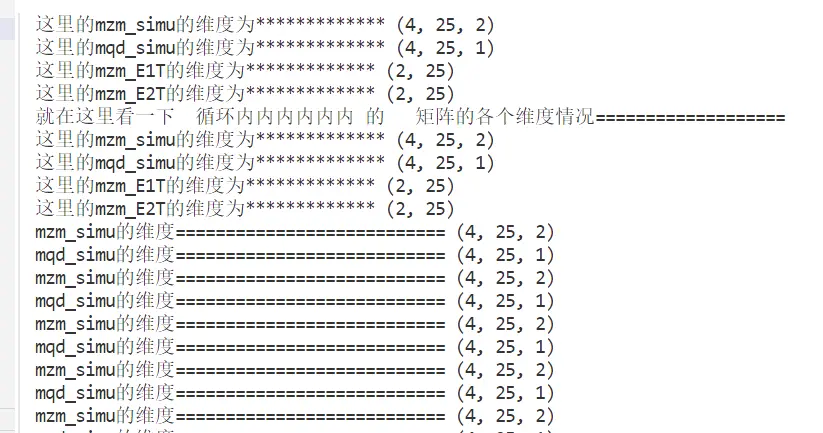 这里的mzm_simu的维度为************* (4, 25, 2)
这里的mqd_simu的维度为************* (4, 25, 1)
这里的mzm_E1T的维度为************* (2, 25)
这里的mzm_E2T的维度为************* (2, 25)
就在这里看一下  循环内内内内内内 的   矩阵的各个维度情况===================
这里的mzm_simu的维度为************* (4, 25, 2)
这里的mqd_simu的维度为************* (4, 25, 1)
这里的mzm_E1T的维度为************* (2, 25)
这里的mzm_E2T的维度为************* (2, 25)
mzm_simu的维度=========================== (4, 25, 2)
mqd_simu的维度=========================== (4, 25, 1)
mzm_simu的维度=========================== (4, 25, 2)
mqd_simu的维度=========================== (4, 25, 1)
mzm_simu的维度=========================== (4, 25, 2)
mqd_simu的维度=========================== (4, 25, 1)
mzm_simu的维度=========================== (4, 25, 2)
mqd_simu的维度=========================== (4, 25, 1)
mzm_simu的维度=========================== (4, 25, 2)